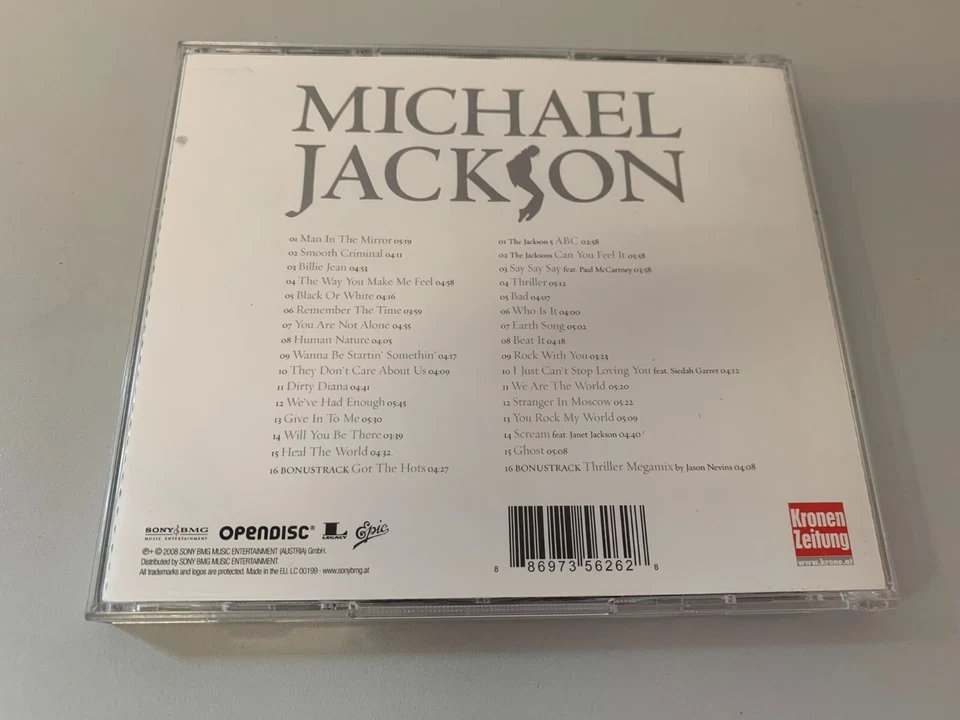 MICHAEL
JACKSON
01 Man In The Mirror 05:19
02 Smooth Criminal 04:11
03 Billie Jean 04:53
04 The Way You Make Me Feel 04:58
05 Black Or White 04:16
06 Remember The Time 03:59
07 You Are Not Alone 04:55
08 Human Nature 04:05
09 Wanna Be Startin' Somethin' 04:17
10 They Don't Care About Us 04:09
11 Dirty Diana 04:41
12 We've Had Enough 05:45
13 Give In To Me 05:30
14 Will You Be There 03:39
15 Heal The World 04:32
16 BONUSTRACK Got The Hots 04:27
01 The Jackson 5 ABC 02:58
02 The Jacksons Can You Feel It 05:58
03 Say Say Say feat. Paul McCartney 03:58
04 Thriller 05:12
05 Bad 04:07
06 Who Is It 04:00
07 Earth Song 05:02
08 Beat It 04:18
09 Rock With You 03:23
10 I Just Can't Stop Loving You feat. Siedah Garret 04:12
11 We Are The World 05:20
12 Stranger In Moscow 05:22
13 You Rock My World 05:09
14 Scream feat. Janet Jackson 04:40
15 Ghost 05:08
16 BONUSTRACK Thriller Megamix by Jason Nevins 04:08
SONY BMG
MUSIC ENTERTAINMENT
OPENDISC®
L
LEGACY
Epic
℗+© 2008 SONY BMG MUSIC ENTERTAINMENT (AUSTRIA) GmbH.
Distributed by SONY BMG MUSIC ENTERTAINMENT.
All trademarks and logos are protected. Made in the EU. LC 00199 · www.sonybmg.at
8 86973 56262 8
Kronen
Zeitung
www.krone.at